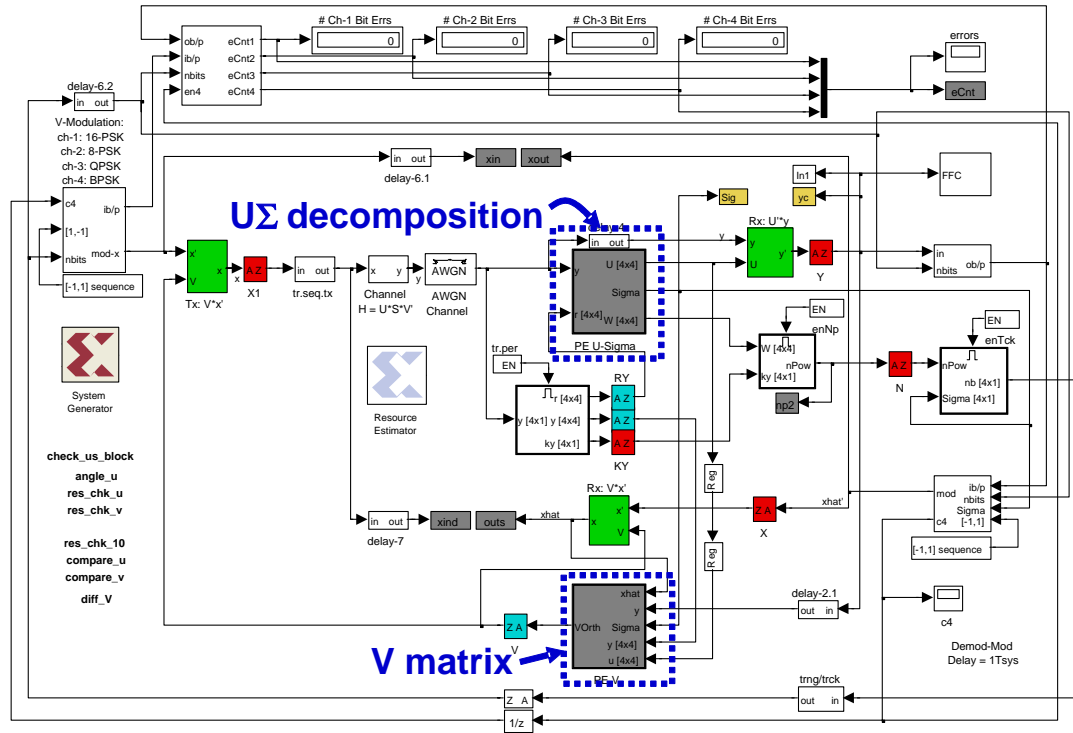 # Ch-1 Bit Errs
# Ch-2 Bit Errs
# Ch-3 Bit Errs
# Ch-4 Bit Errs
0
0
0
0
ob/p
ib/p
nbits
en4
eCnt1
eCnt2
eCnt3
eCnt4
errors
eCnt
delay-6.2
in out
V-Modulation:
ch-1: 16-PSK
ch-2: 8-PSK
ch-3: QPSK
ch-4: BPSK
c4
[1,-1]
nbits
ib/p
mod-x
[-1,1] sequence
in out
delay-6.1
xin
xout
In1
yc
Sig
FFC
UΣ decomposition
delay-4
in out
y
r [4x4]
U [4x4]
Sigma
W [4x4]
PE U-Sigma
y
Rx: U'*y
y
U
y'
A Z
Y
in
nbits
ob/p
x'
V
x
Tx: V*x'
x
A Z
X1
in out
tr.seq.tx
x y
Channel
H = U*S*V'
y
AWGN
AWGN
Channel
System
Generator
Resource
Estimator
tr.per
EN
y [4x1]
r [4x4]
y [4x4]
ky [4x1]
RY
A Z
A Z
A Z
KY
EN
enNp
W [4x4]
ky [4x1]
nPow
np2
A Z
N
EN
enTck
nPow
Sigma [4x1]
nb [4x1]
check_us_block
angle_u
res_chk_u
res_chk_v
res_chk_10
compare_u
compare_v
diff_V
Reg
Reg
in out
delay-7
xind
outs
xhat
Rx: V*x'
x
x'
V
Z A
X
xhat'
mod
c4
ib/p
nbits
Sigma
[-1,1]
[-1,1] sequence
c4
Demod-Mod
Delay = 1Tsys
delay-2.1
out in
VOrth
xhat
y
Sigma
y [4x4]
u [4x4]
PE V
Z A
V
V matrix
trng/trck
out in
Z A
1/z